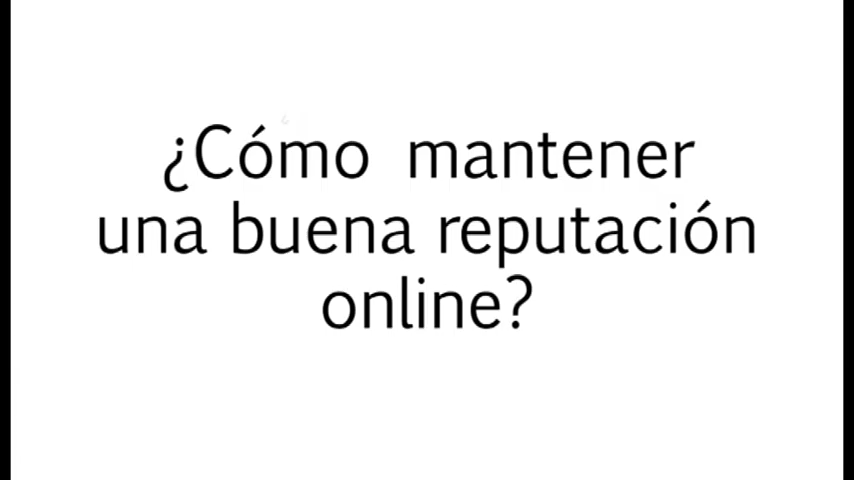 ¿Cómo mantener
una buena reputación
online?